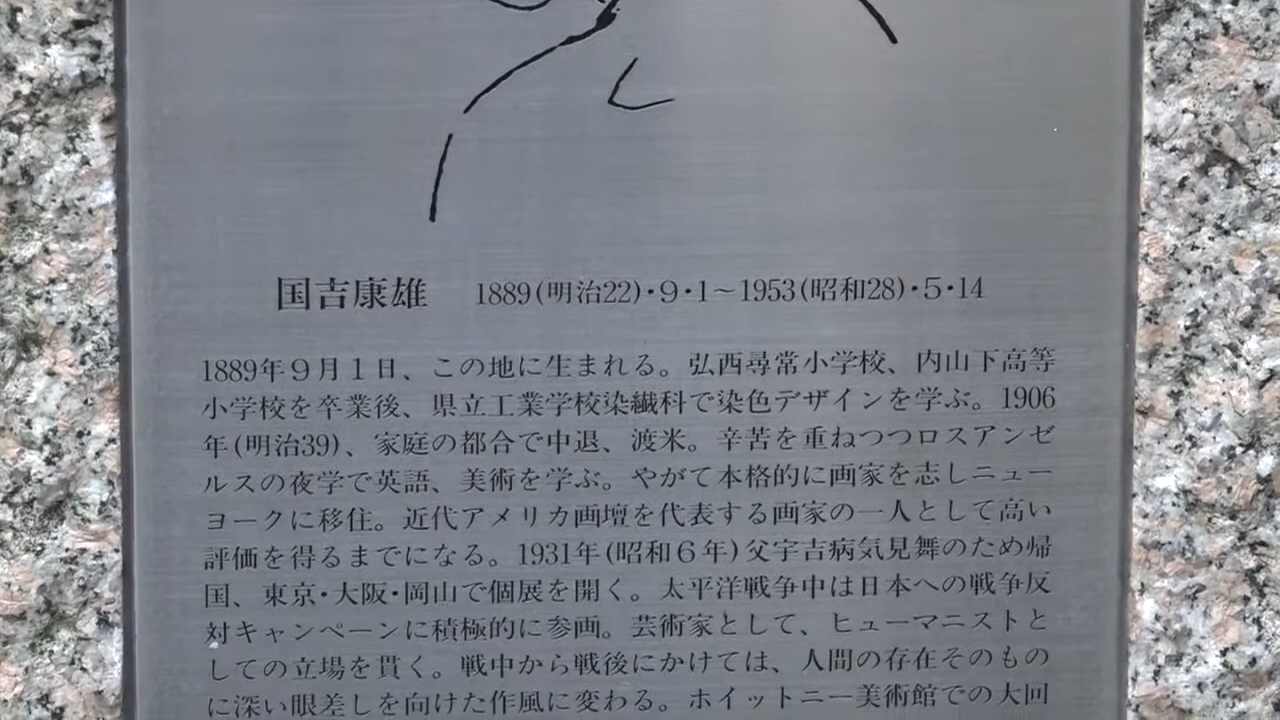 国吉康雄　1889(明治22)・9・1～1953(昭和28)・5・14
1889年９月１日、この地に生まれる。弘西尋常小学校、内山下高等
小学校を卒業後、県立工業学校染繊科で染色デザインを学ぶ。1906
年(明治39)、家庭の都合で中退、渡米。辛苦を重ねつつロスアンゼ
ルスの夜学で英語、美術を学ぶ。やがて本格的に画家を志しニュー
ヨークに移住。近代アメリカ画壇を代表する画家の一人として高い
評価を得るまでになる。1931年(昭和６年)父宇吉病気見舞のため帰
国、東京・大阪・岡山で個展を開く。太平洋戦争中は日本への戦争反
対キャンペーンに積極的に参画。芸術家として、ヒューマニストと
しての立場を貫く。戦中から戦後にかけては、人間の存在そのもの
に深い眼差しを向けた作風に変わる。ホイットニー美術館での大回